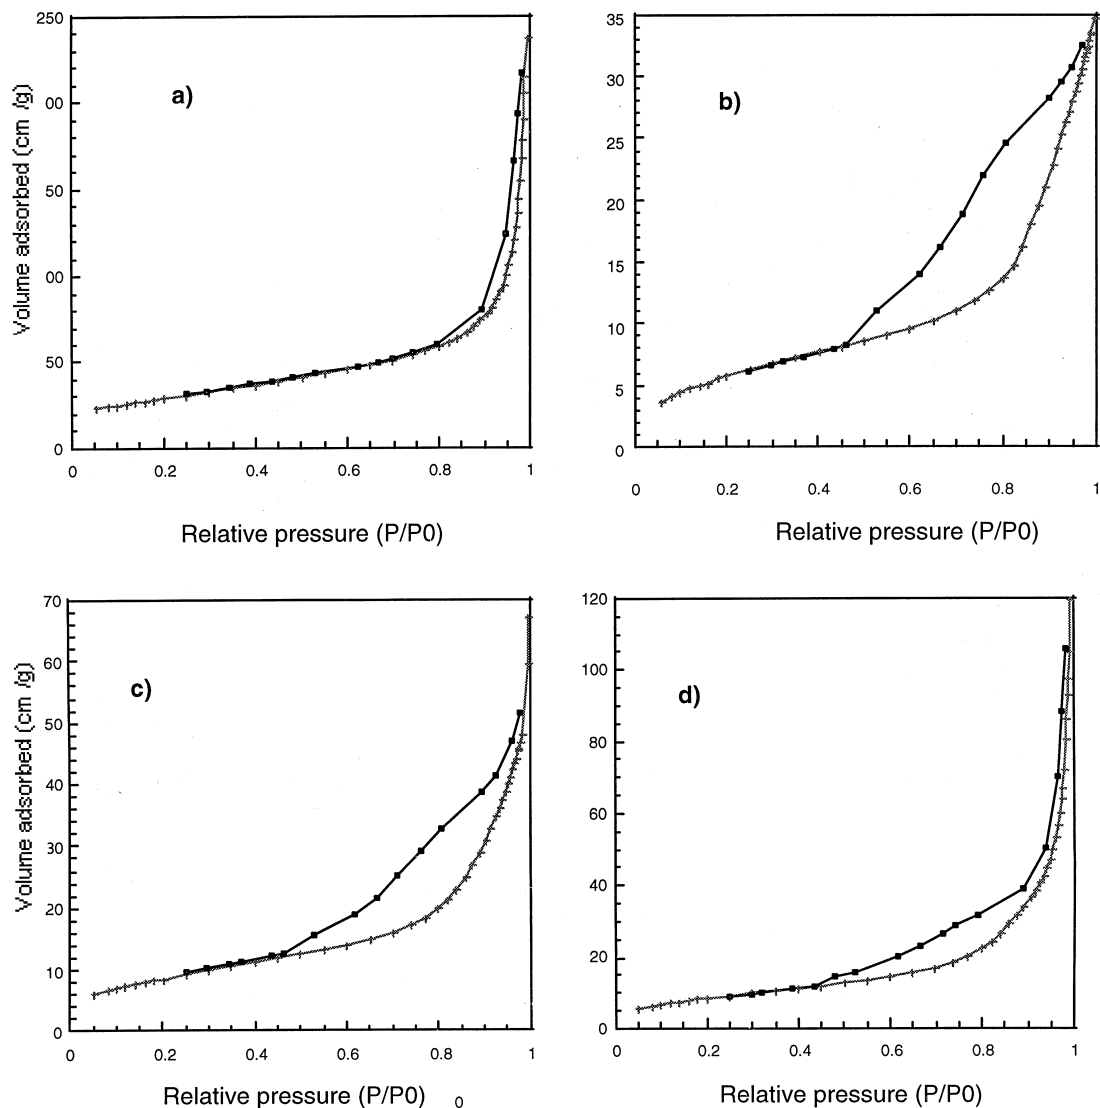 250
00
50
00
50
0
Volume adsorbed (cm /g)
a)
0 0.2 0.4 0.6 0.8 1
Relative pressure (P/P0)
35
30
25
20
15
10
5
0
b)
0 0.2 0.4 0.6 0.8 1
Relative pressure (P/P0)
70
60
50
40
30
20
10
0
Volume adsorbed (cm /g)
c)
0 0.2 0.4 0.6 0.8 1
Relative pressure (P/P0) 0
120
100
80
60
40
20
0
d)
0 0.2 0.4 0.6 0.8 1
Relative pressure (P/P0)